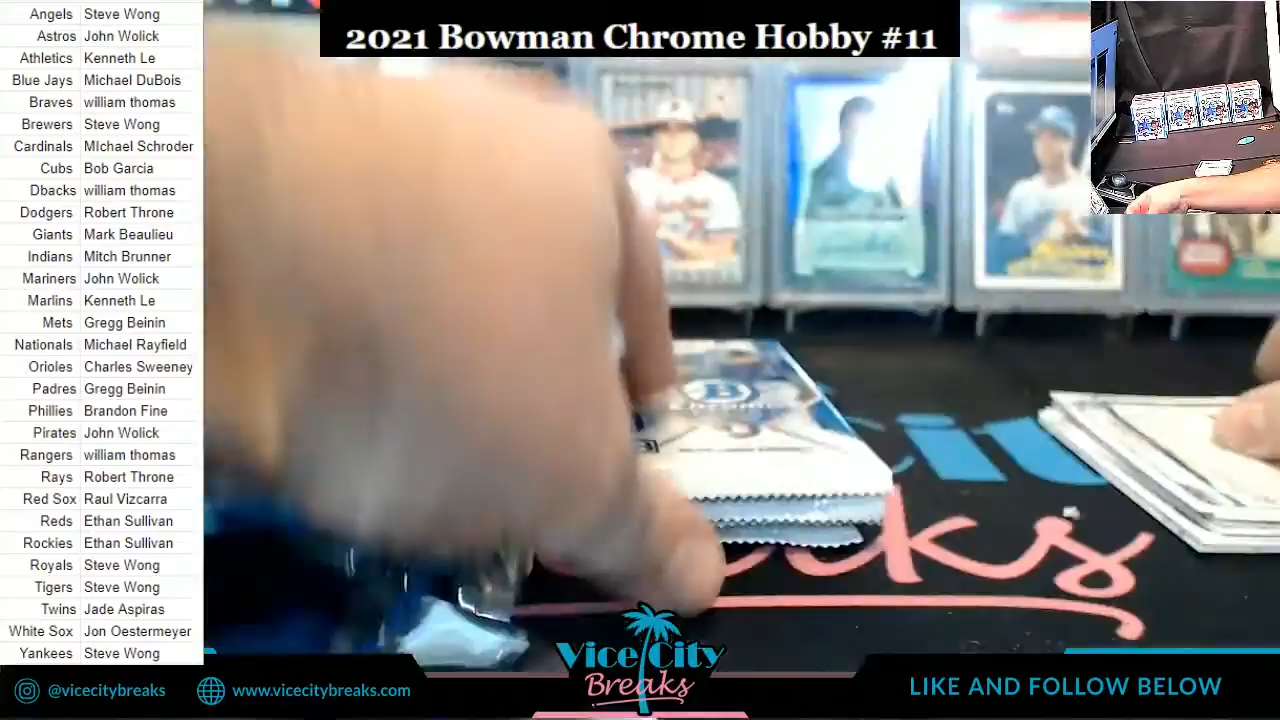 2021 Bowman Chrome Hobby #11
Angels Steve Wong
Astros John Wolick
Athletics Kenneth Le
Blue Jays Michael DuBois
Braves william thomas
Brewers Steve Wong
Cardinals MIchael Schroder
Cubs Bob Garcia
Dbacks william thomas
Dodgers Robert Throne
Giants Mark Beaulieu
Indians Mitch Brunner
Mariners John Wolick
Marlins Kenneth Le
Mets Gregg Beinin
Nationals Michael Rayfield
Orioles Charles Sweeney
Padres Gregg Beinin
Phillies Brandon Fine
Pirates John Wolick
Rangers william thomas
Rays Robert Throne
Red Sox Raul Vizcarra
Reds Ethan Sullivan
Rockies Ethan Sullivan
Royals Steve Wong
Tigers Steve Wong
Twins Jade Aspiras
White Sox Jon Oestermeyer
Yankees Steve Wong
@vicecitybreaks
www.vicecitybreaks.com
Vice City
Breaks
LIKE AND FOLLOW BELOW